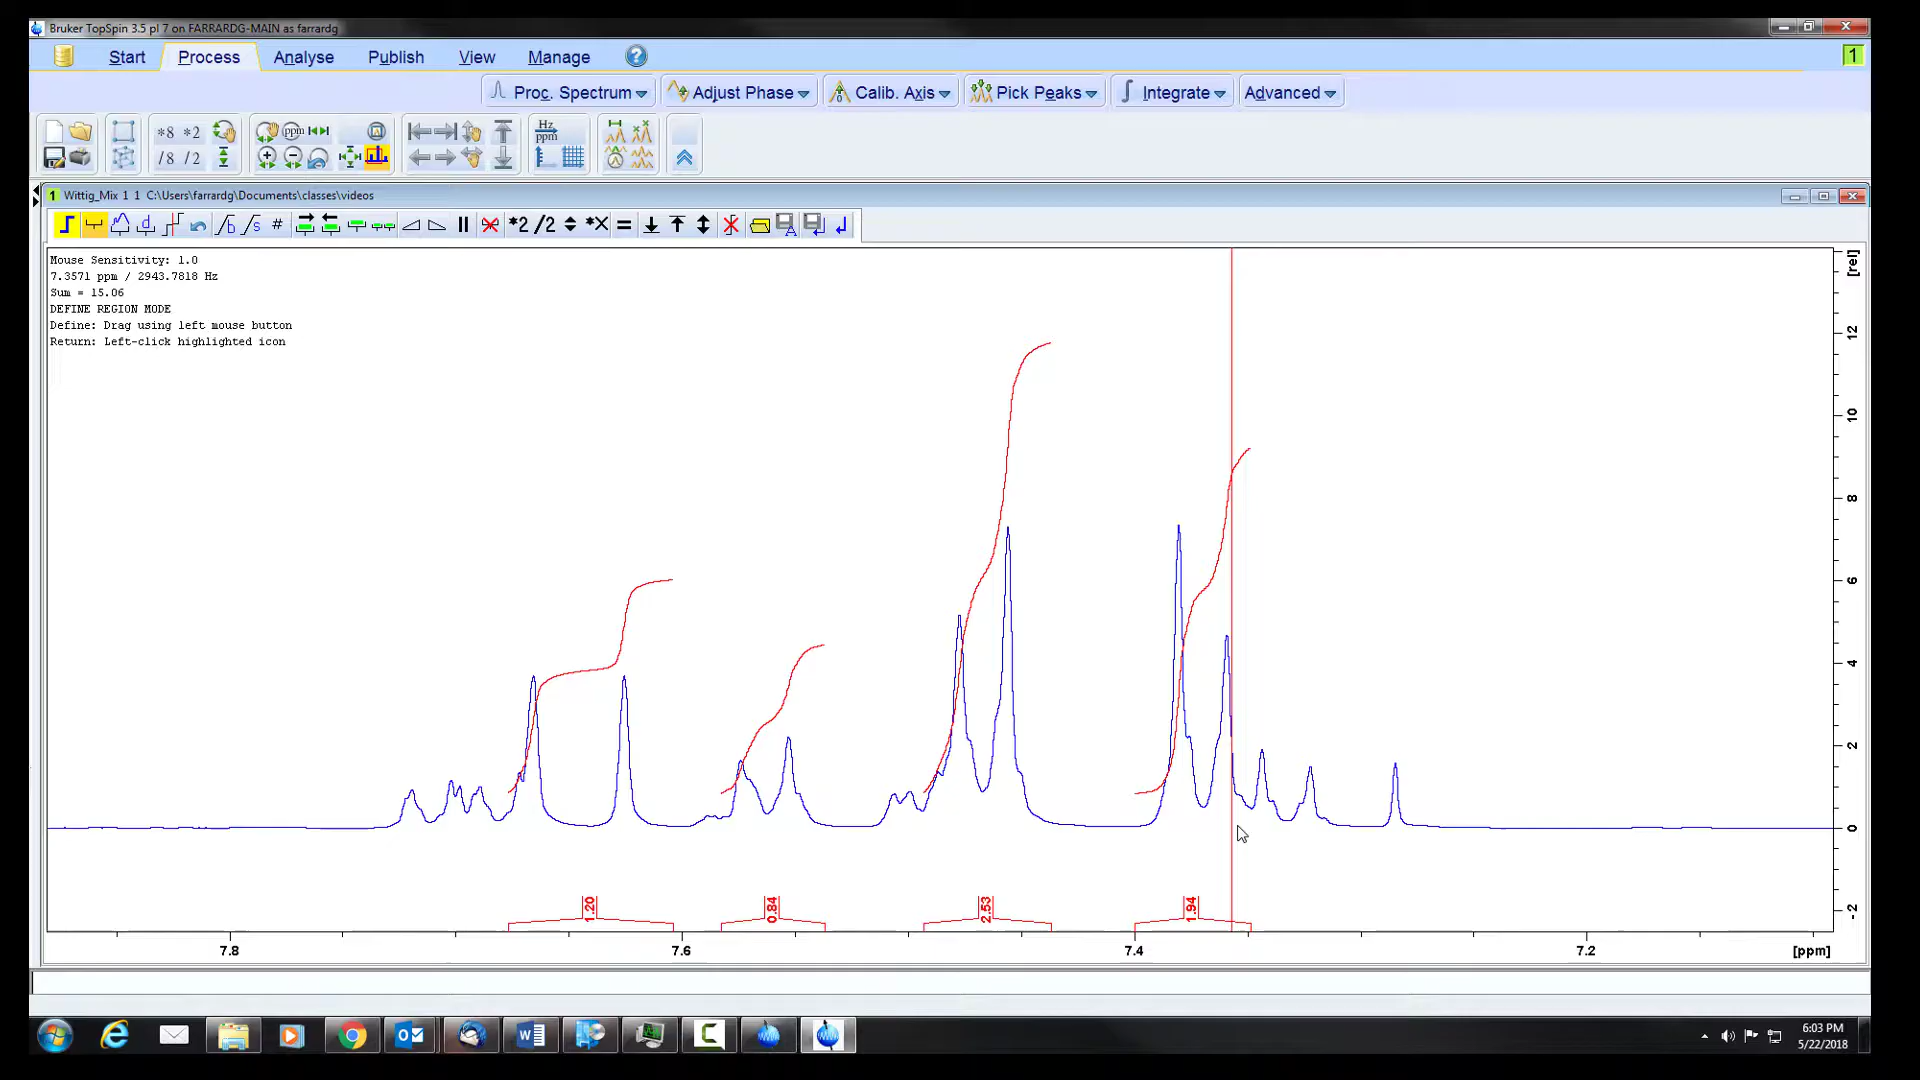 Bruker TopSpin 3.5 pl 7 on FARRARDG-MAIN as farrardg
Start Process Analyse Publish View Manage ?
1
Proc. Spectrum Adjust Phase Calib. Axis Pick Peaks Integrate Advanced
*8 *2 ppm Hz ppm
/8 /2
1 Wittig_Mix 1 1 C:\Users\farrardg\Documents\classes\videos
d b s # *2 /2 *X =
Mouse Sensitivity: 1.0
7.3571 ppm / 2943.7818 Hz
Sum = 15.06
DEFINE REGION MODE
Define: Drag using left mouse button
Return: Left-click highlighted icon
[rel]
12
10
8
6
4
2
0
-2
1.20 0.84 2.53 1.94
7.8 7.6 7.4 7.2 [ppm]
6:03 PM
5/22/2018